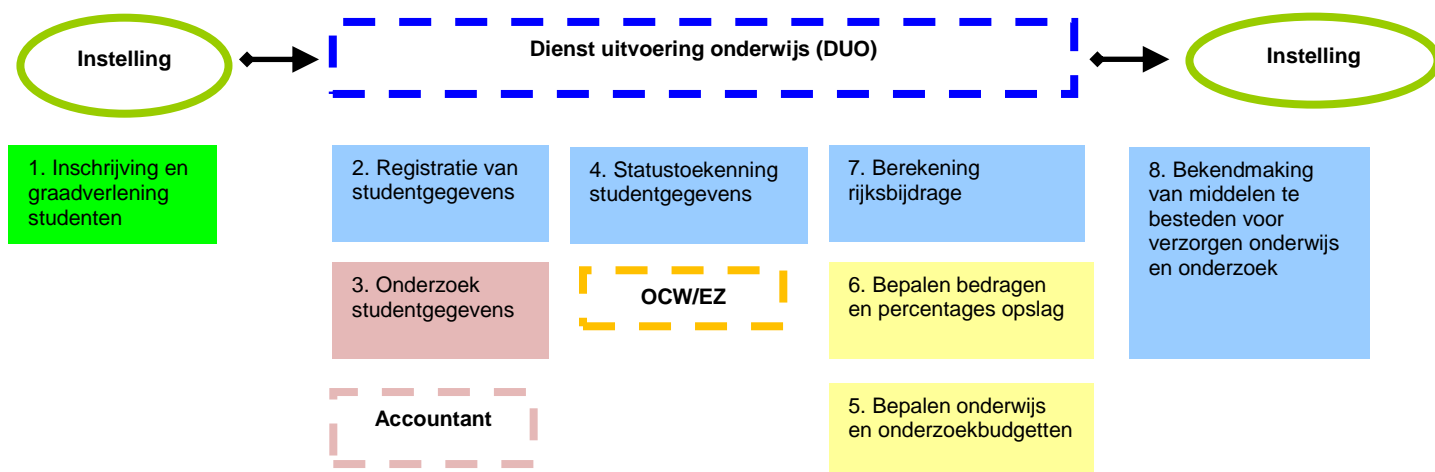 Instelling
Dienst uitvoering onderwijs (DUO)
Instelling
1. Inschrijving en
graadverlening
studenten
2. Registratie van
studentgegevens
4. Statustoekenning
studentgegevens
7. Berekening
rijksbijdrage
8. Bekendmaking
van middelen te
besteden voor
verzorgen onderwijs
en onderzoek
3. Onderzoek
studentgegevens
OCW/EZ
6. Bepalen bedragen
en percentages opslag
Accountant
5. Bepalen onderwijs
en onderzoekbudgetten